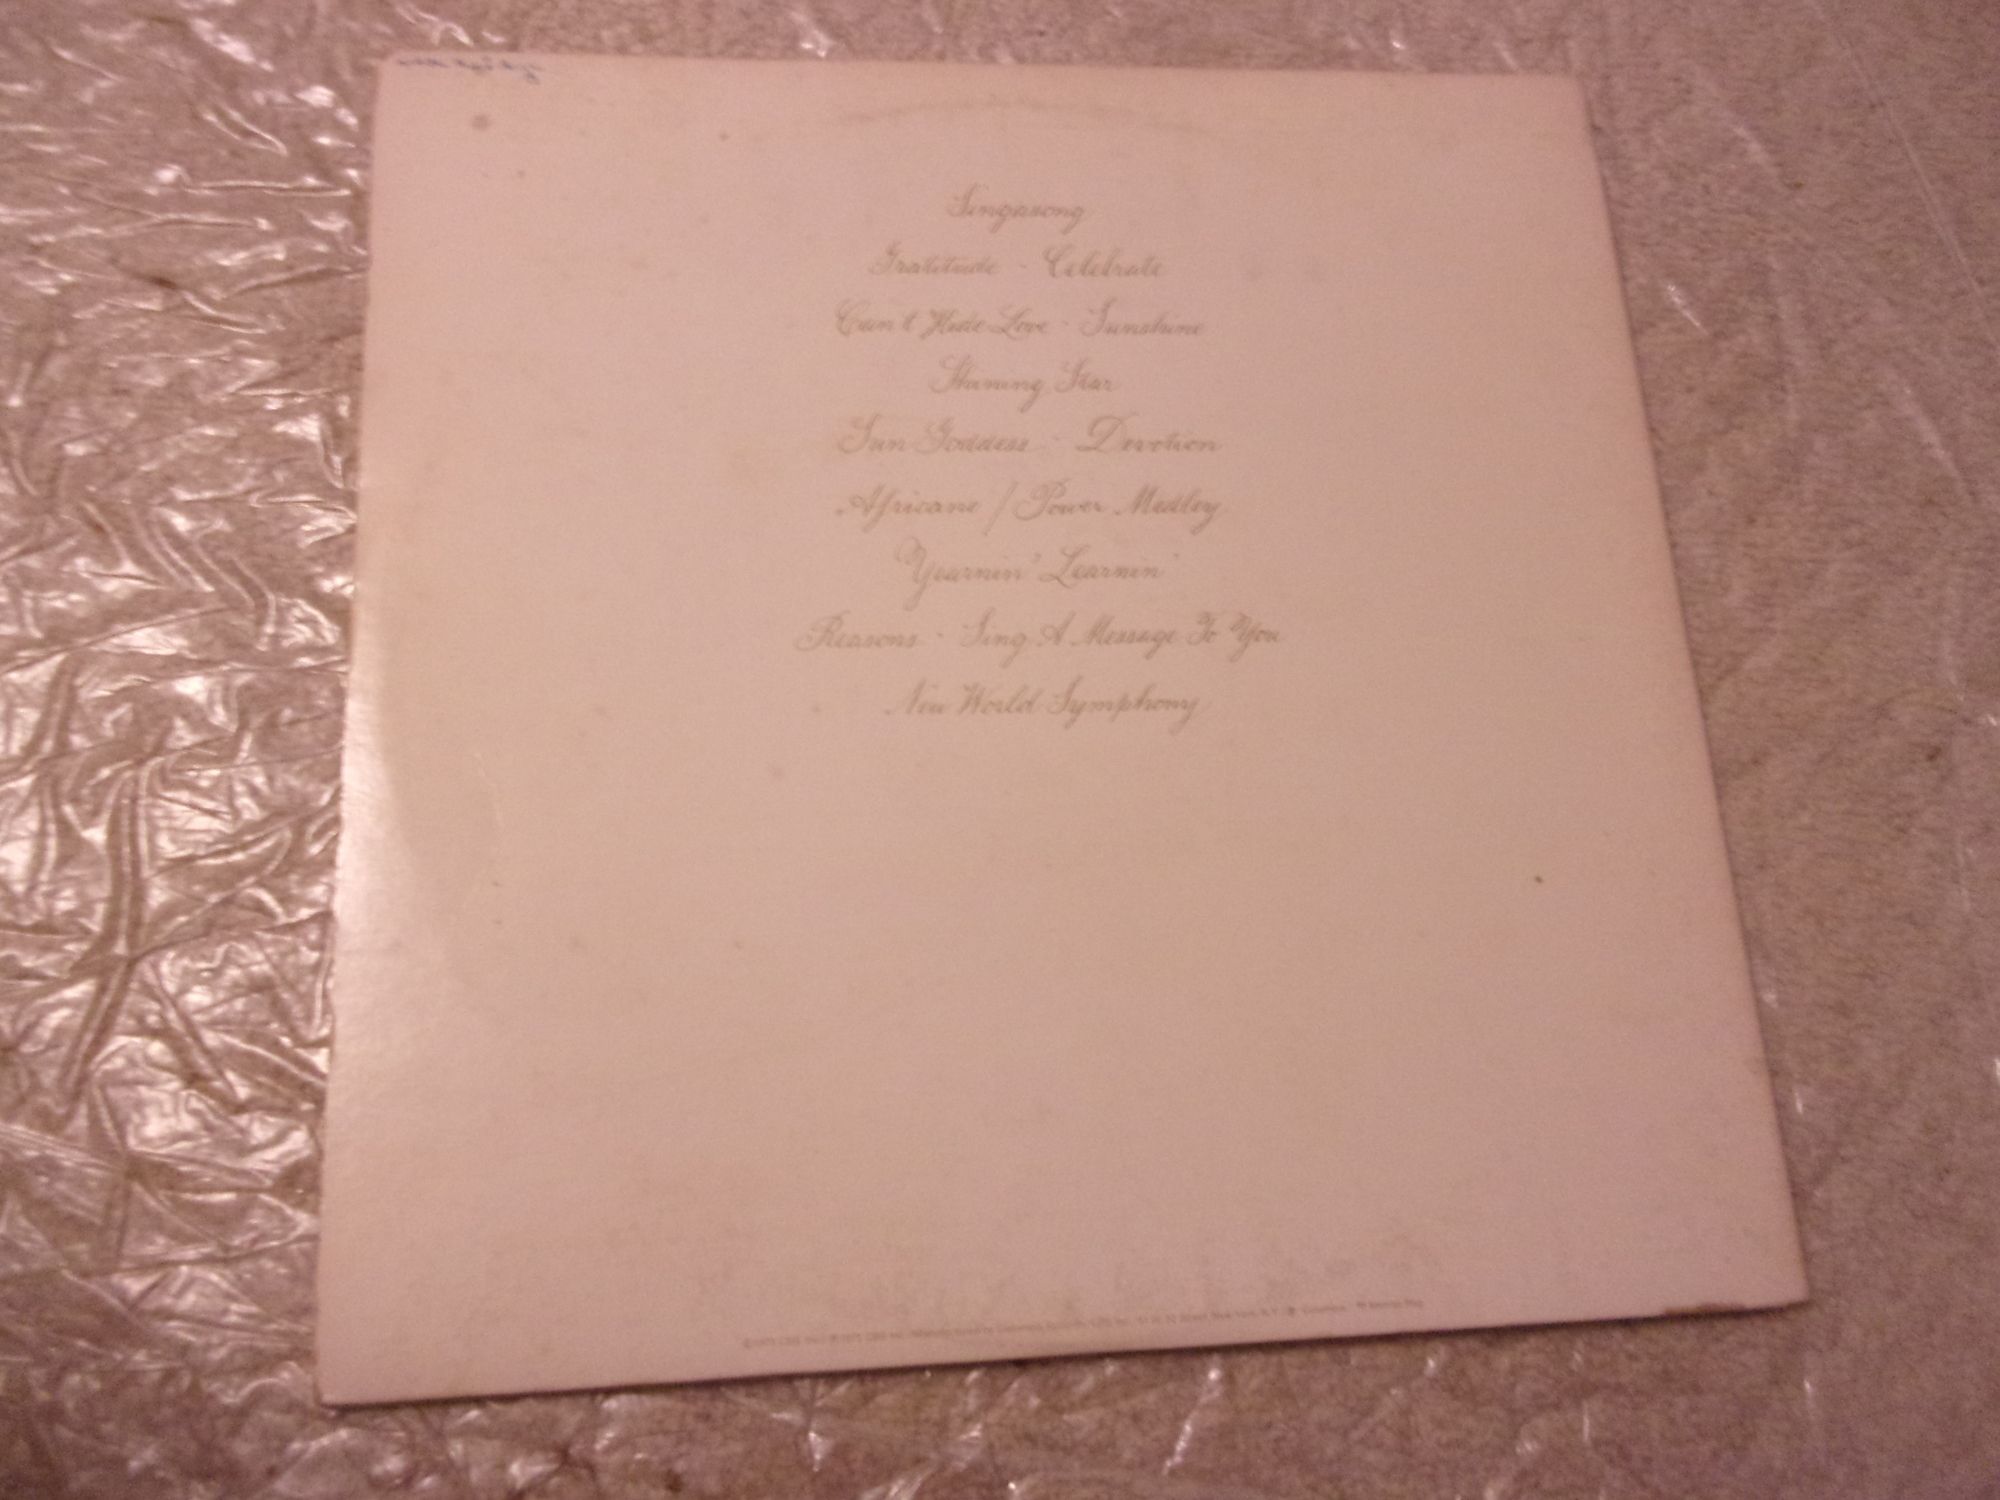 Singasong
Gratitude - Celebrate
Can't Hide Love - Sunshine
Shining Star
Sun Goddess - Devotion
Africano / Power Medley
Yearnin' Learnin'
Reasons - Sing A Message To You
New World Symphony